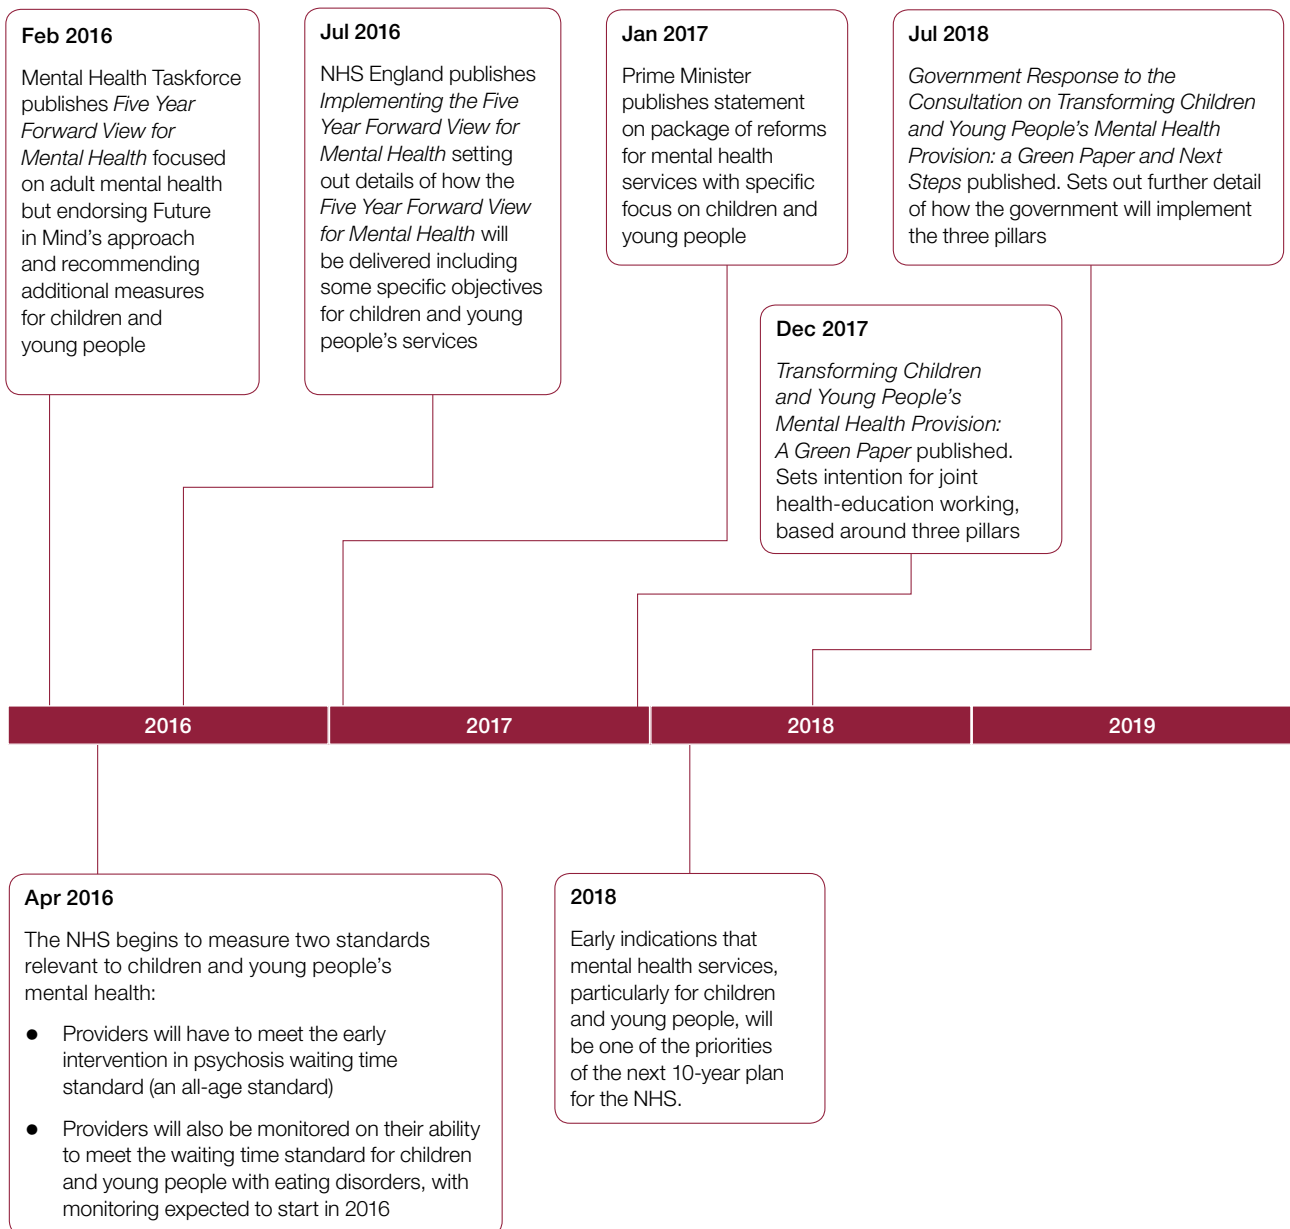 Feb 2016
Mental Health Taskforce
publishes Five Year
Forward View for
Mental Health focused
on adult mental health
but endorsing Future
in Mind’s approach
and recommending
additional measures
for children and
young people
Jul 2016
NHS England publishes
Implementing the Five
Year Forward View for
Mental Health setting
out details of how the
Five Year Forward View
for Mental Health will
be delivered including
some specific objectives
for children and young
people’s services
Jan 2017
Prime Minister
publishes statement
on package of reforms
for mental health
services with specific
focus on children and
young people
Jul 2018
Government Response to the
Consultation on Transforming Children
and Young People’s Mental Health
Provision: a Green Paper and Next
Steps published. Sets out further detail
of how the government will implement
the three pillars
Dec 2017
Transforming Children
and Young People’s
Mental Health Provision:
A Green Paper published.
Sets intention for joint
health-education working,
based around three pillars
2016
2017
2018
2019
Apr 2016
The NHS begins to measure two standards
relevant to children and young people’s
mental health:
● Providers will have to meet the early
intervention in psychosis waiting time
standard (an all-age standard)
● Providers will also be monitored on their ability
to meet the waiting time standard for children
and young people with eating disorders, with
monitoring expected to start in 2016
2018
Early indications that
mental health services,
particularly for children
and young people, will
be one of the priorities
of the next 10-year plan
for the NHS.